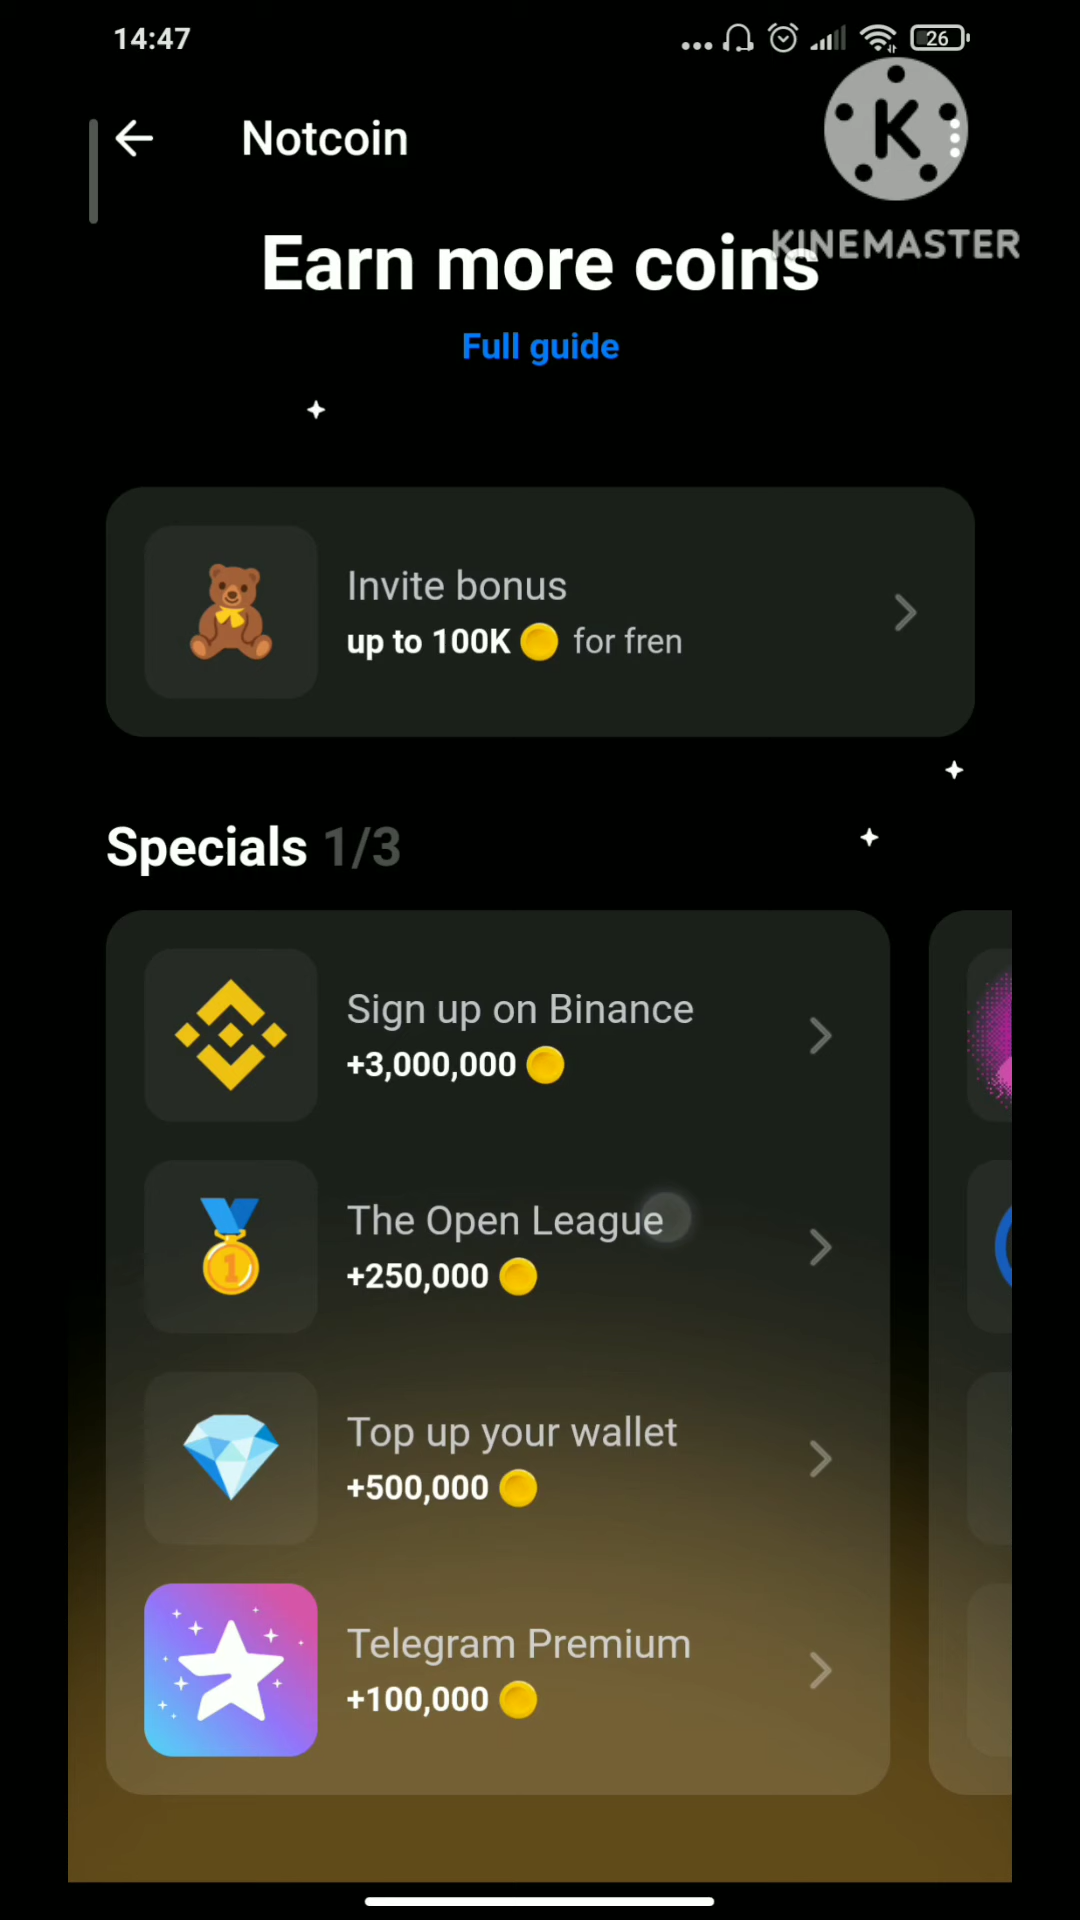 14:47
26
Notcoin
K
KINEMASTER
Earn more coins
Full guide
Invite bonus
up to 100K for fren
Specials 1/3
Sign up on Binance
+3,000,000
The Open League
+250,000
1
Top up your wallet
+500,000
Telegram Premium
+100,000